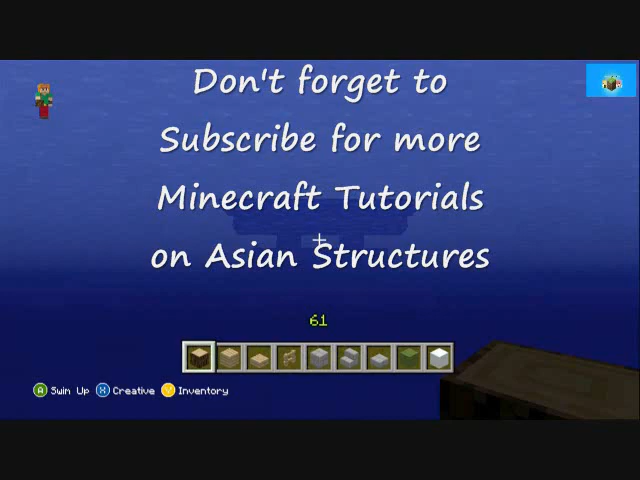 Don't forget to
Subscribe for more
Minecraft Tutorials
on Asian Structures
61
A Swim Up X Creative Y Inventory